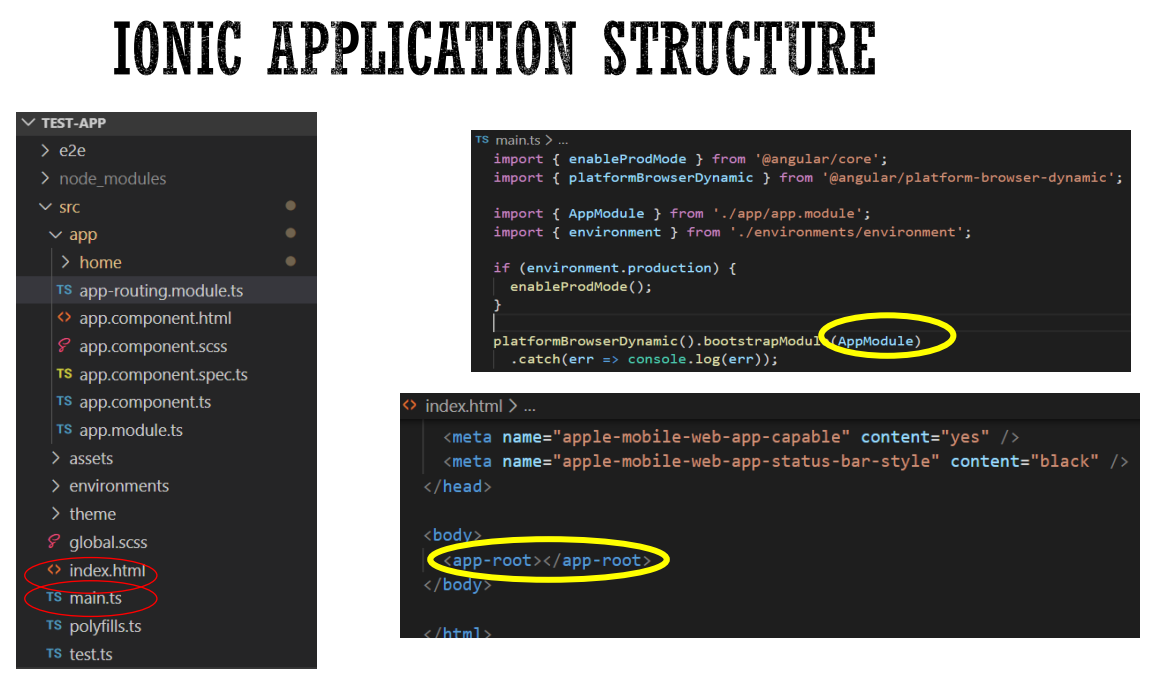 IONIC APPLICATION STRUCTURE
TEST-APP
e2e
node_modules
src
app
home
TS app-routing.module.ts
<> app.component.html
app.component.scss
TS app.component.spec.ts
TS app.component.ts
TS app.module.ts
assets
environments
theme
global.scss
<> index.html
TS main.ts
TS polyfills.ts
TS test.ts
TS main.ts > ...
import { enableProdMode } from '@angular/core';
import { platformBrowserDynamic } from '@angular/platform-browser-dynamic';
import { AppModule } from './app/app.module';
import { environment } from './environments/environment';
if (environment.production) {
enableProdMode();
}
platformBrowserDynamic().bootstrapModule(AppModule)
.catch(err => console.log(err));
<> index.html > ...
<meta name="apple-mobile-web-app-capable" content="yes" />
<meta name="apple-mobile-web-app-status-bar-style" content="black" />
</head>
<body>
<app-root></app-root>
</body>
</html>